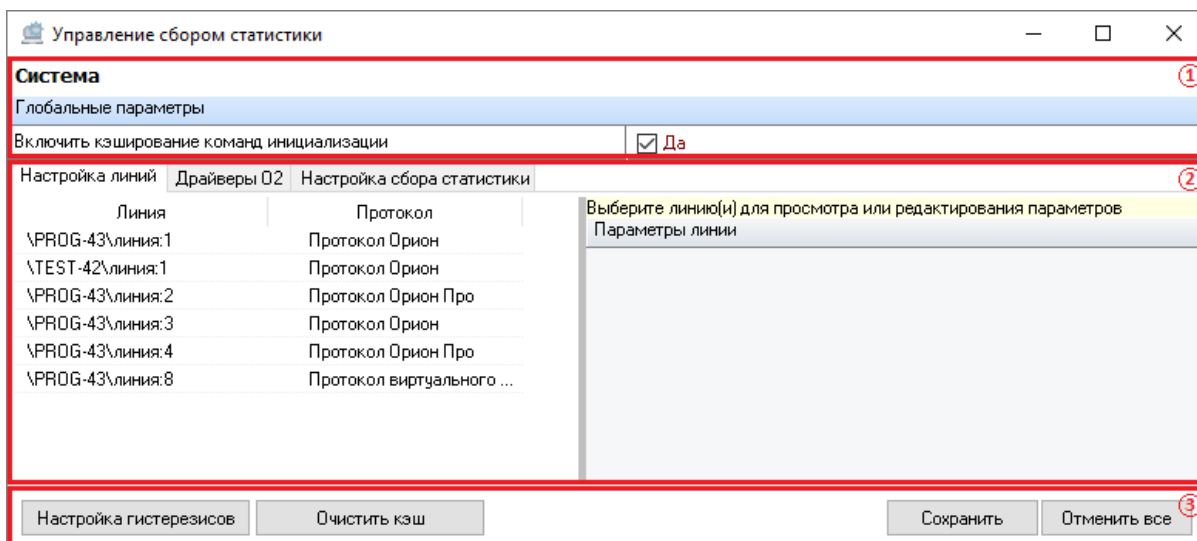 Управление сбором статистики
Система
1
Глобальные параметры
Включить кэширование команд инициализации Да
Настройка линий Драйверы О2 Настройка сбора статистики
2
Линия Протокол
\PROG-43\линия:1 Протокол Орион
\TEST-42\линия:1 Протокол Орион
\PROG-43\линия:2 Протокол Орион Про
\PROG-43\линия:3 Протокол Орион
\PROG-43\линия:4 Протокол Орион Про
\PROG-43\линия:8 Протокол виртуального ...
Выберите линию(и) для просмотра или редактирования параметров
Параметры линии
Настройка гистерезисов Очистить кэш Сохранить Отменить все
3